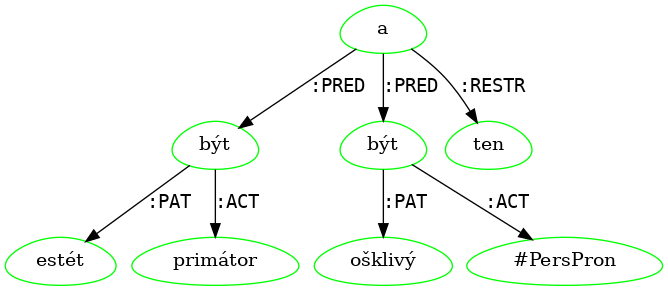 a
:PRED :PRED :RESTR
být být ten
:PAT :ACT :PAT :ACT
estét primátor ošklivý #PersPron